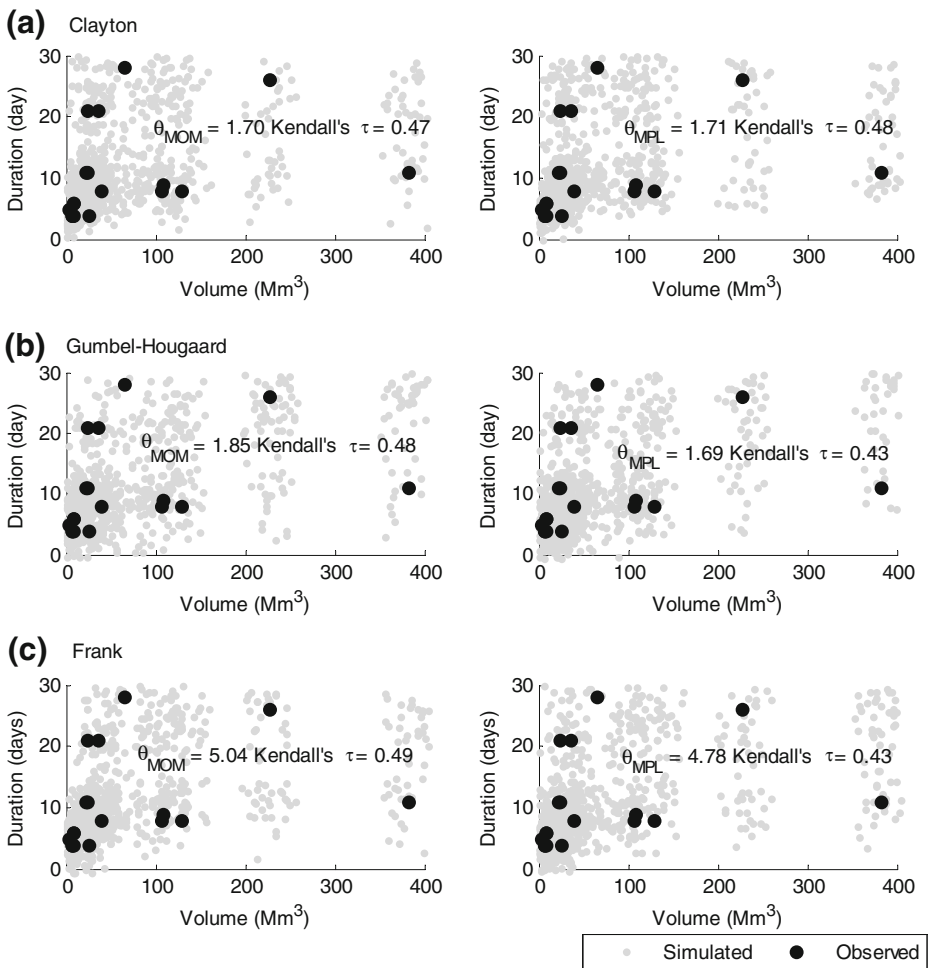 (a) Clayton
30
20
10
0
Duration (day)
θMOM = 1.70 Kendall's τ = 0.47
0 100 200 300 400
Volume (Mm³)
30
20
10
0
Duration (day)
θMPL = 1.71 Kendall's τ = 0.48
0 100 200 300 400
Volume (Mm³)
(b) Gumbel-Hougaard
30
20
10
0
Duration (day)
θMOM = 1.85 Kendall's τ = 0.48
0 100 200 300 400
Volume (Mm³)
30
20
10
0
Duration (day)
θMPL = 1.69 Kendall's τ = 0.43
0 100 200 300 400
Volume (Mm³)
(c) Frank
30
20
10
0
Duration (days)
θMOM = 5.04 Kendall's τ = 0.49
0 100 200 300 400
Volume (Mm³)
30
20
10
0
Duration (days)
θMPL = 4.78 Kendall's τ = 0.43
0 100 200 300 400
Volume (Mm³)
Simulated Observed